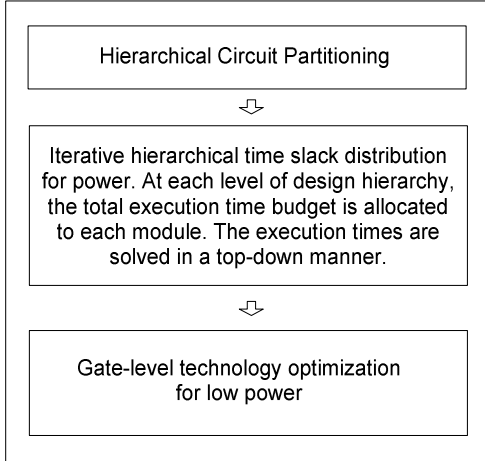 Hierarchical Circuit Partitioning
Iterative hierarchical time slack distribution
for power. At each level of design hierarchy,
the total execution time budget is allocated
to each module. The execution times are
solved in a top-down manner.
Gate-level technology optimization
for low power